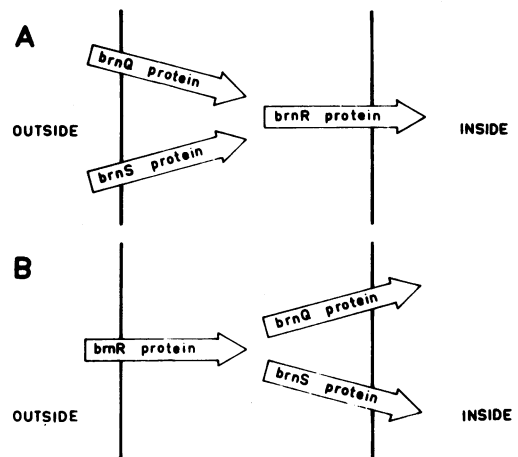 A
brnQ protein
brnR protein
OUTSIDE
INSIDE
brnS protein
B
brnQ protein
brnR protein
brnS protein
OUTSIDE
INSIDE